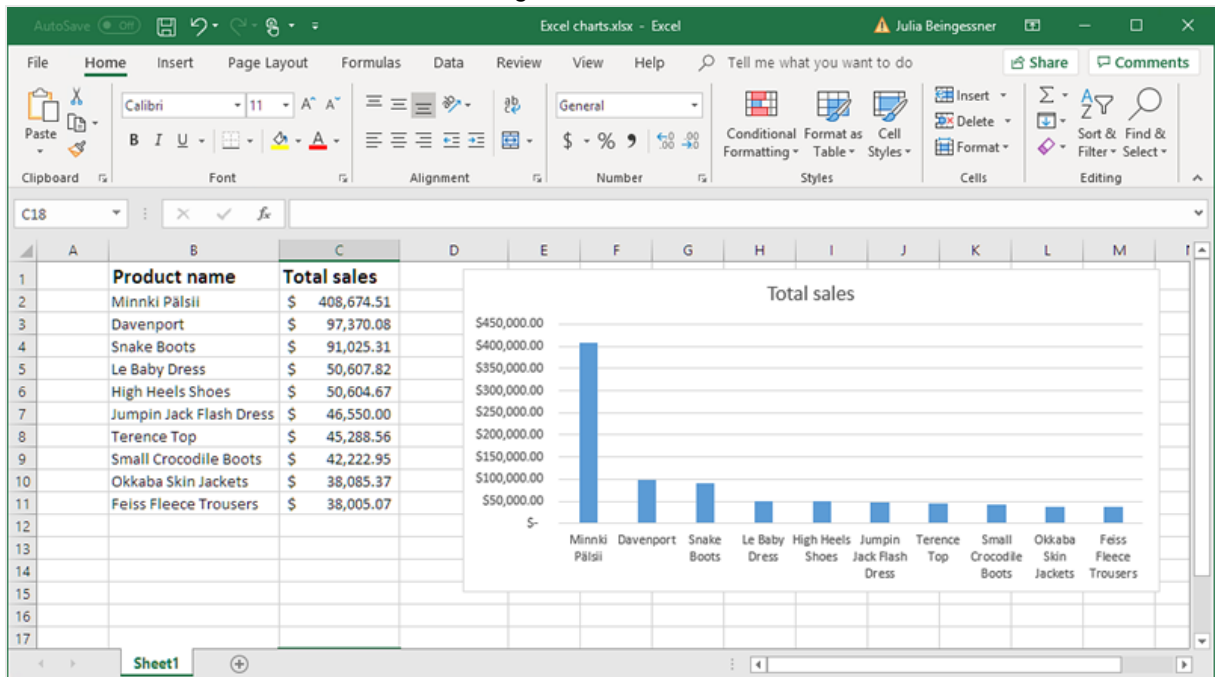 AutoSave Off Excel charts.xlsx - Excel Julia Beingessner
File Home Insert Page Layout Formulas Data Review View Help Tell me what you want to do Share Comments
Calibri 11 A^ A˅ ab General Insert Σ
Paste B I U A $ % , .00 .0 Conditional Formatting Format as Table Cell Styles Delete Format Sort & Filter Find & Select
Clipboard Font Alignment Number Styles Cells Editing
C18 fx
A B C D E F G H I J K L M
1 Product name Total sales
2 Minnki Pälsii $ 408,674.51
3 Davenport $ 97,370.08
4 Snake Boots $ 91,025.31
5 Le Baby Dress $ 50,607.82
6 High Heels Shoes $ 50,604.67
7 Jumpin Jack Flash Dress $ 46,550.00
8 Terence Top $ 45,288.56
9 Small Crocodile Boots $ 42,222.95
10 Okkaba Skin Jackets $ 38,085.37
11 Feiss Fleece Trousers $ 38,005.07
12
13
14
15
16
17
Total sales
$450,000.00
$400,000.00
$350,000.00
$300,000.00
$250,000.00
$200,000.00
$150,000.00
$100,000.00
$50,000.00
$-
Minnki Davenport Snake Le Baby High Heels Jumpin Terence Small Okkaba Feiss
Pälsii Boots Dress Shoes Jack Flash Top Crocodile Skin Fleece
Dress Boots Jackets Trousers
Sheet1